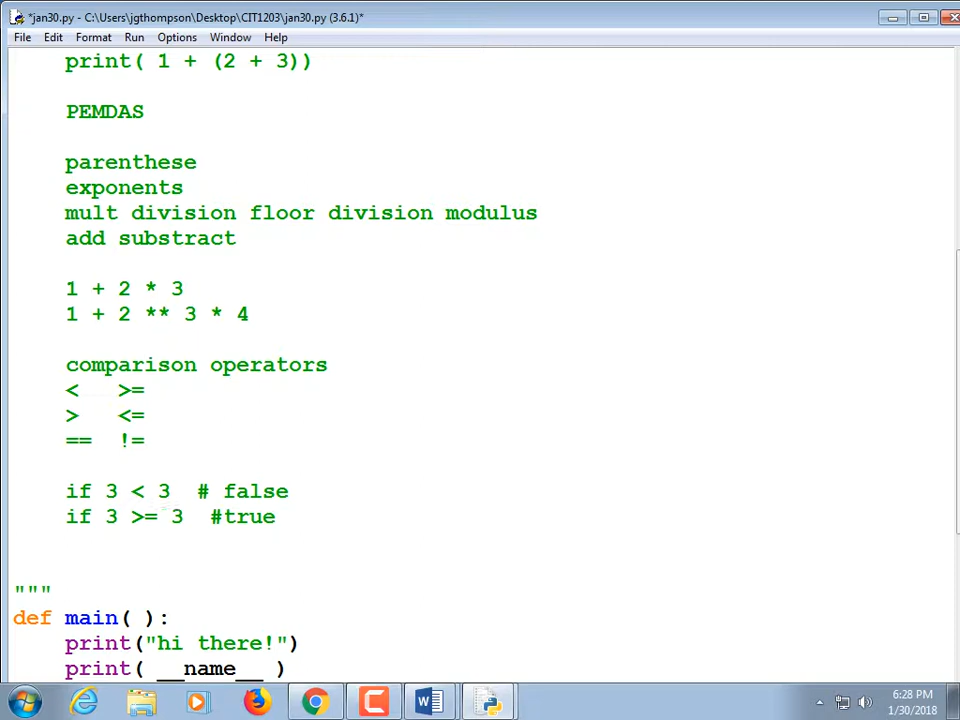 *jan30.py - C:\Users\jgthompson\Desktop\CIT1203\jan30.py (3.6.1)*
File Edit Format Run Options Window Help
print( 1 + (2 + 3))
PEMDAS
parenthese
exponents
mult division floor division modulus
add substract
1 + 2 * 3
1 + 2 ** 3 * 4
comparison operators
< >=
> <=
== !=
if 3 < 3 # false
if 3 >= 3 #true
"""
def main( ):
print("hi there!")
print( __name__ )
6:28 PM
1/30/2018